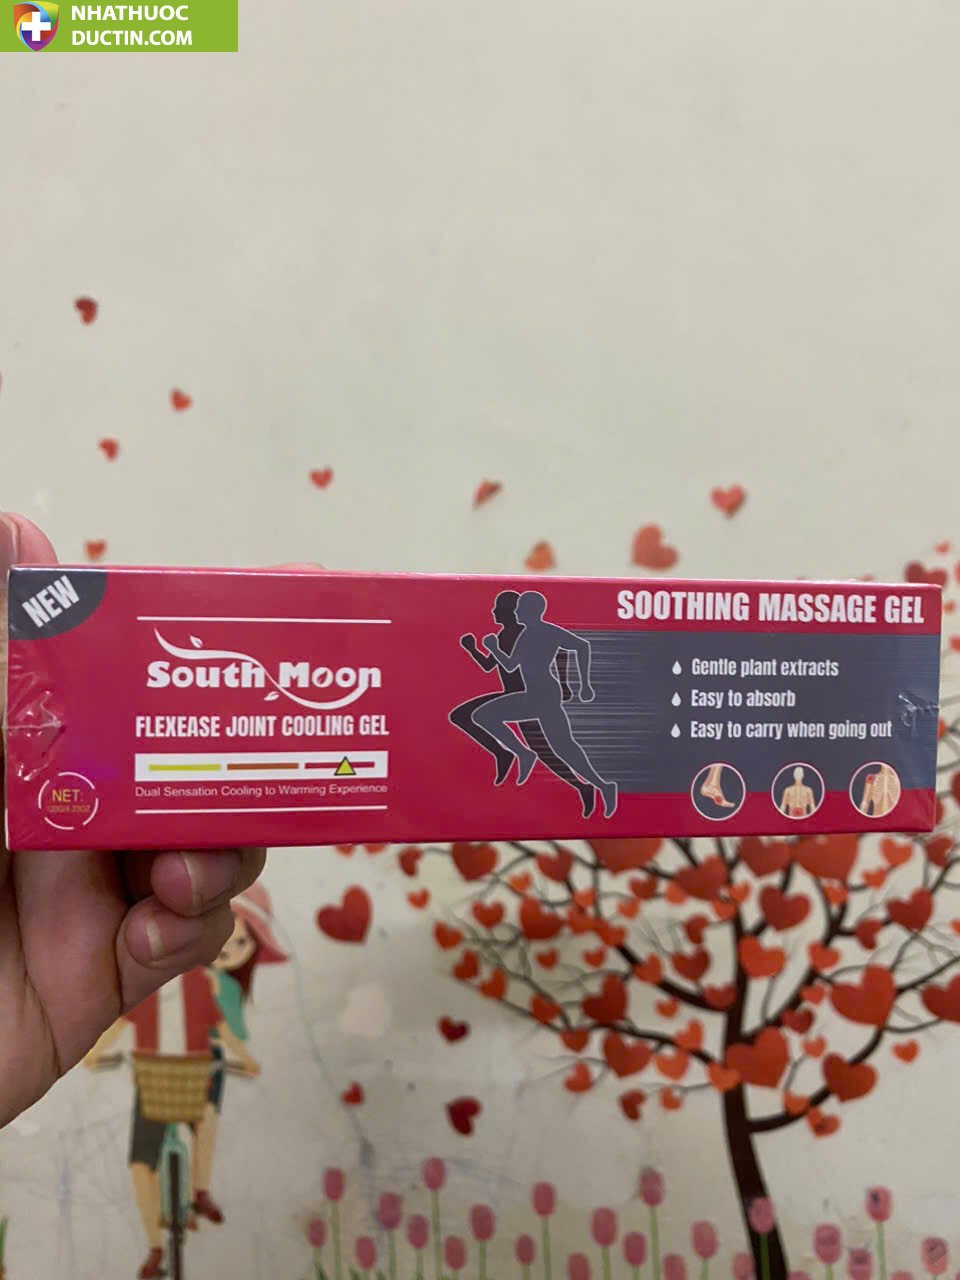 NHATHUOC
DUCTIN.COM
NEW
South Moon
FLEXEASE JOINT COOLING GEL
Dual Sensation Cooling to Warming Experience
NET:
SOOTHING MASSAGE GEL
Gentle plant extracts
Easy to absorb
Easy to carry when going out